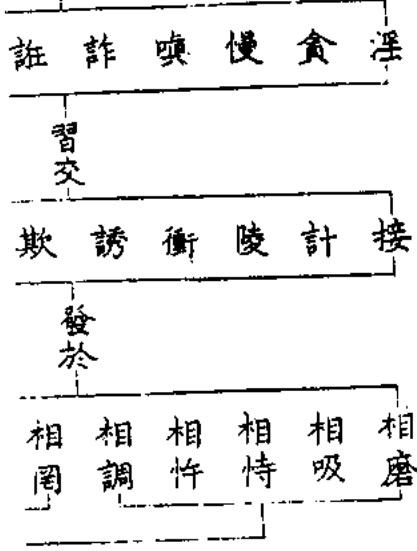 淫 貪 慢 嗔 詐 誑
習交
接 計 陵 衝 誘 欺
發於
相磨 相吸 相恃 相忤 相調 相罔